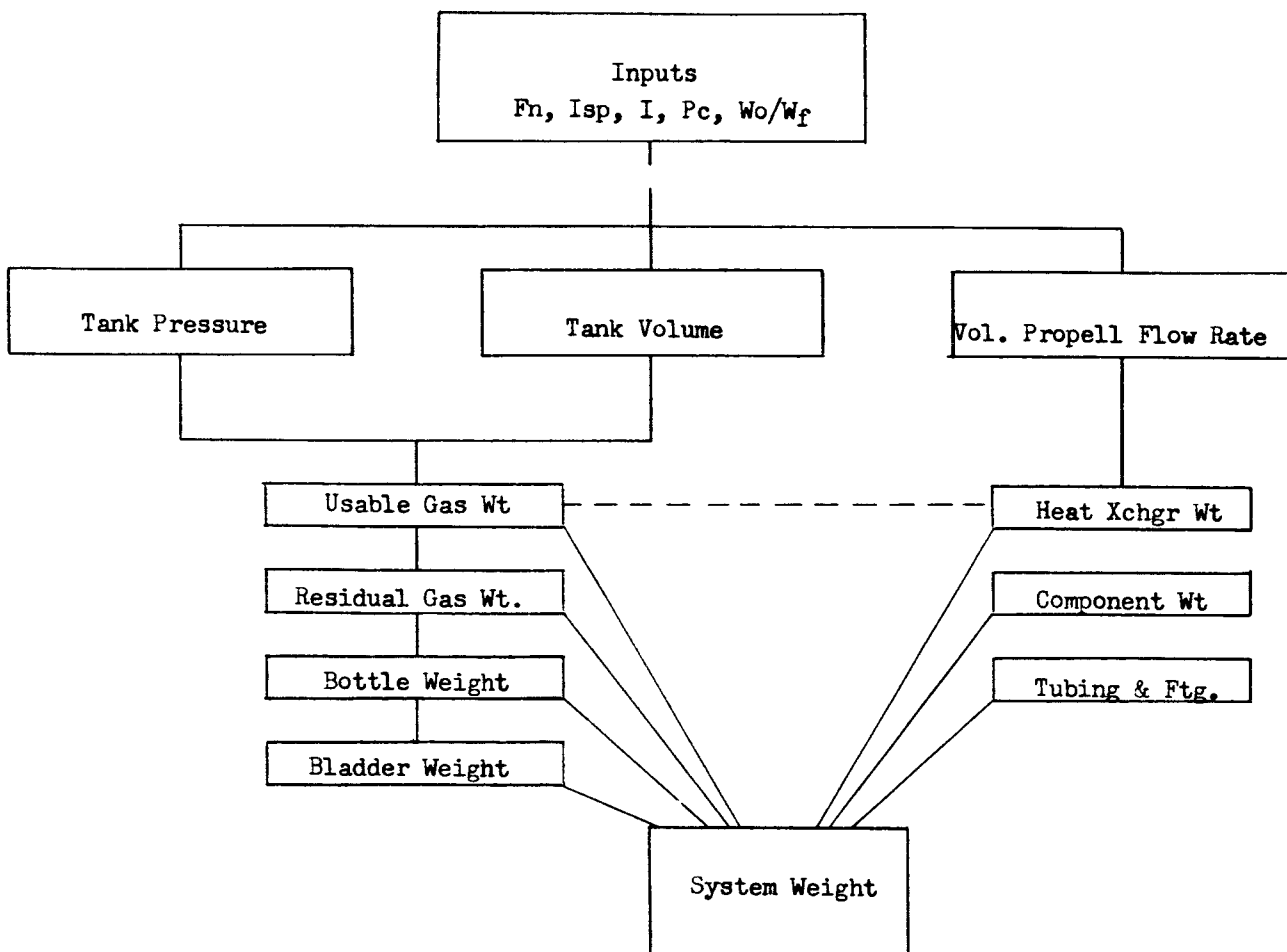 Inputs
Fn, Isp, I, Pc, Wo/Wf
Tank Pressure
Tank Volume
Vol. Propell Flow Rate
Usable Gas Wt
Heat Xchgr Wt
Residual Gas Wt.
Component Wt
Bottle Weight
Tubing & Ftg.
Bladder Weight
System Weight